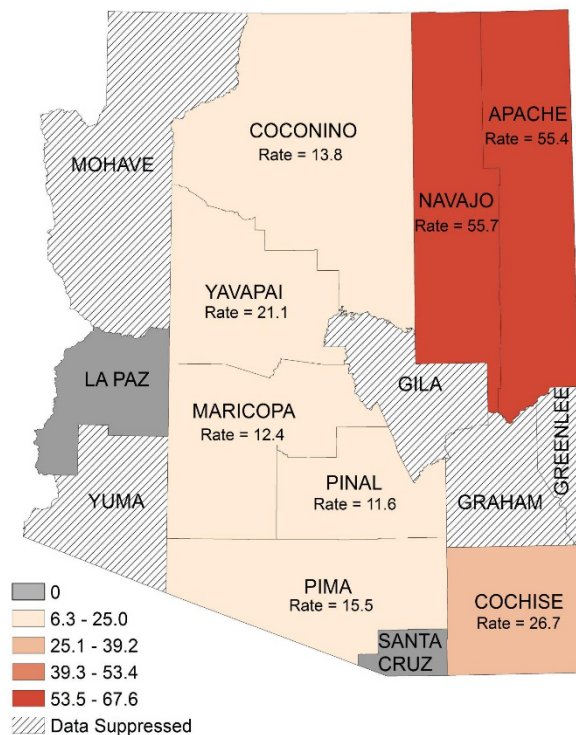 COCONINO
Rate = 13.8
APACHE
Rate = 55.4
MOHAVE
NAVAJO
Rate = 55.7
YAVAPAI
Rate = 21.1
LA PAZ
GILA
MARICOPA
Rate = 12.4
GREENLEE
YUMA
PINAL
Rate = 11.6
GRAHAM
PIMA
Rate = 15.5
COCHISE
Rate = 26.7
SANTA
CRUZ
0
6.3 - 25.0
25.1 - 39.2
39.3 - 53.4
53.5 - 67.6
Data Suppressed